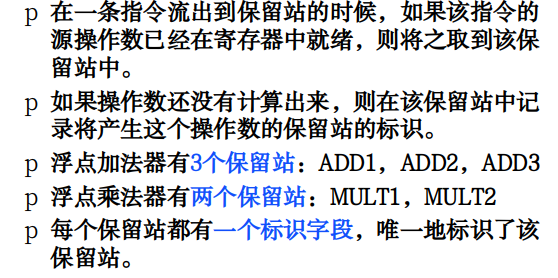 p 在一条指令流出到保留站的时候，如果该指令的
源操作数已经在寄存器中就绪，则将之取到该保
留站中。
p 如果操作数还没有计算出来，则在该保留站中记
录将产生这个操作数的保留站的标识。
p 浮点加法器有3个保留站：ADD1，ADD2，ADD3
p 浮点乘法器有两个保留站：MULT1，MULT2
p 每个保留站都有一个标识字段，唯一地标识了该
保留站。